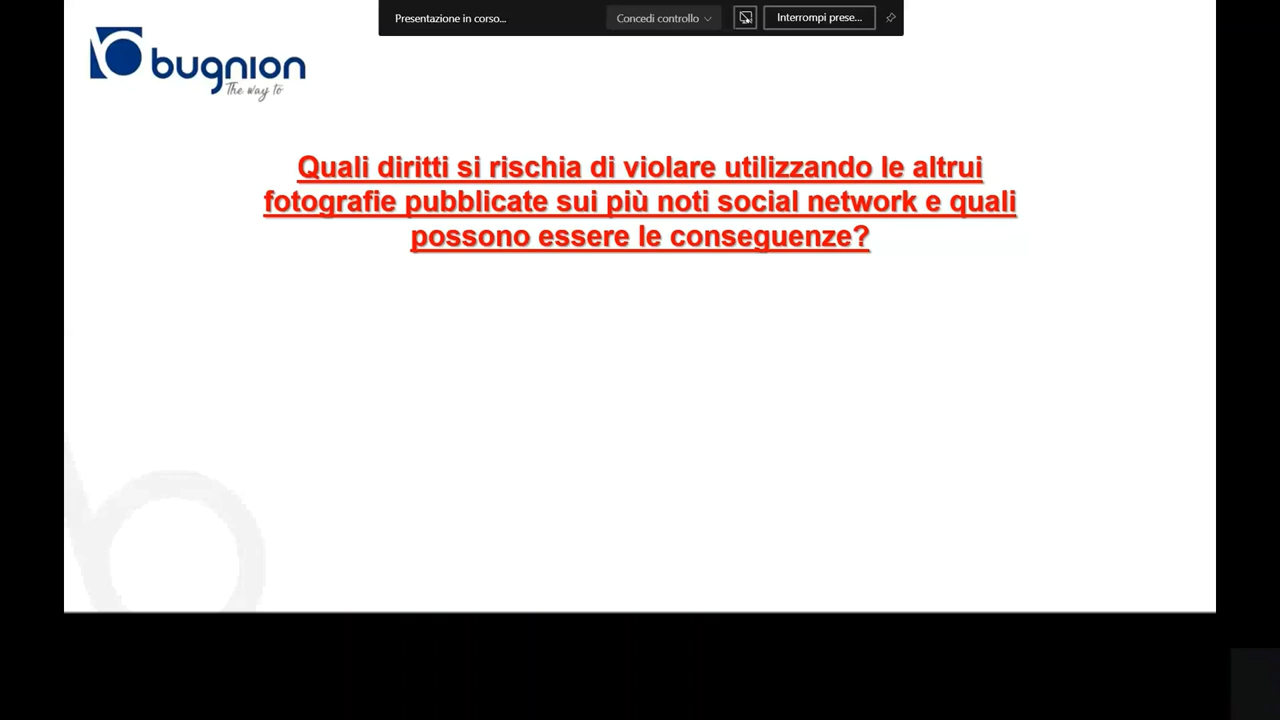 Presentazione in corso...
Concedi controllo
Interrompi prese...
bugnion
The way to
Quali diritti si rischia di violare utilizzando le altrui
fotografie pubblicate sui più noti social network e quali
possono essere le conseguenze?